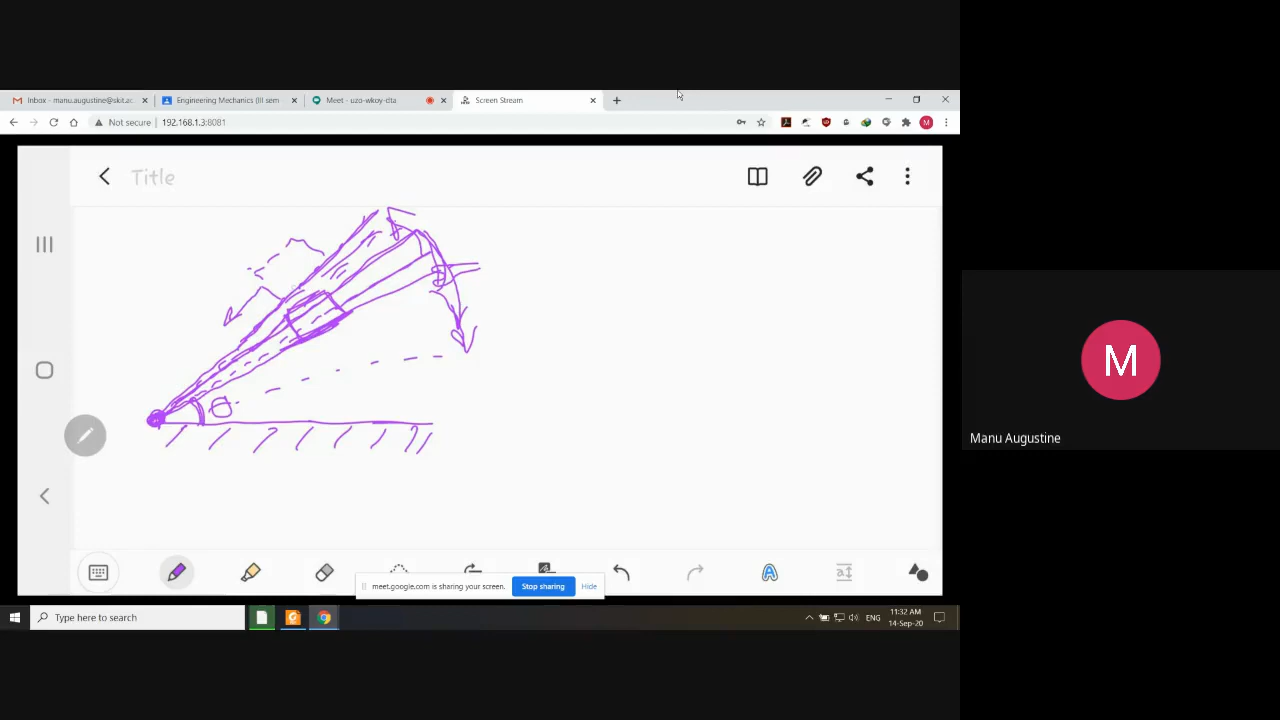 Inbox - manu.augustine@skit.ac.
Engineering Mechanics (III sem
Meet - uzo-wkoy-dta
Screen Stream
Not secure | 192.168.1.3:8081
Title
θ
M
Manu Augustine
meet.google.com is sharing your screen.
Stop sharing
Hide
Type here to search
ENG
11:32 AM
14-Sep-20